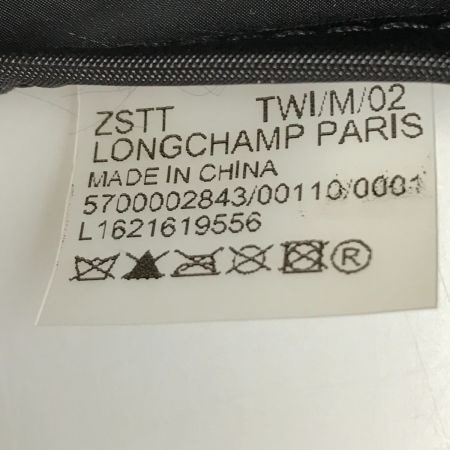 ZSTT TWI/M/02
LONGCHAMP PARIS
MADE IN CHINA
5700002843/00110/0001
L1621619556
®